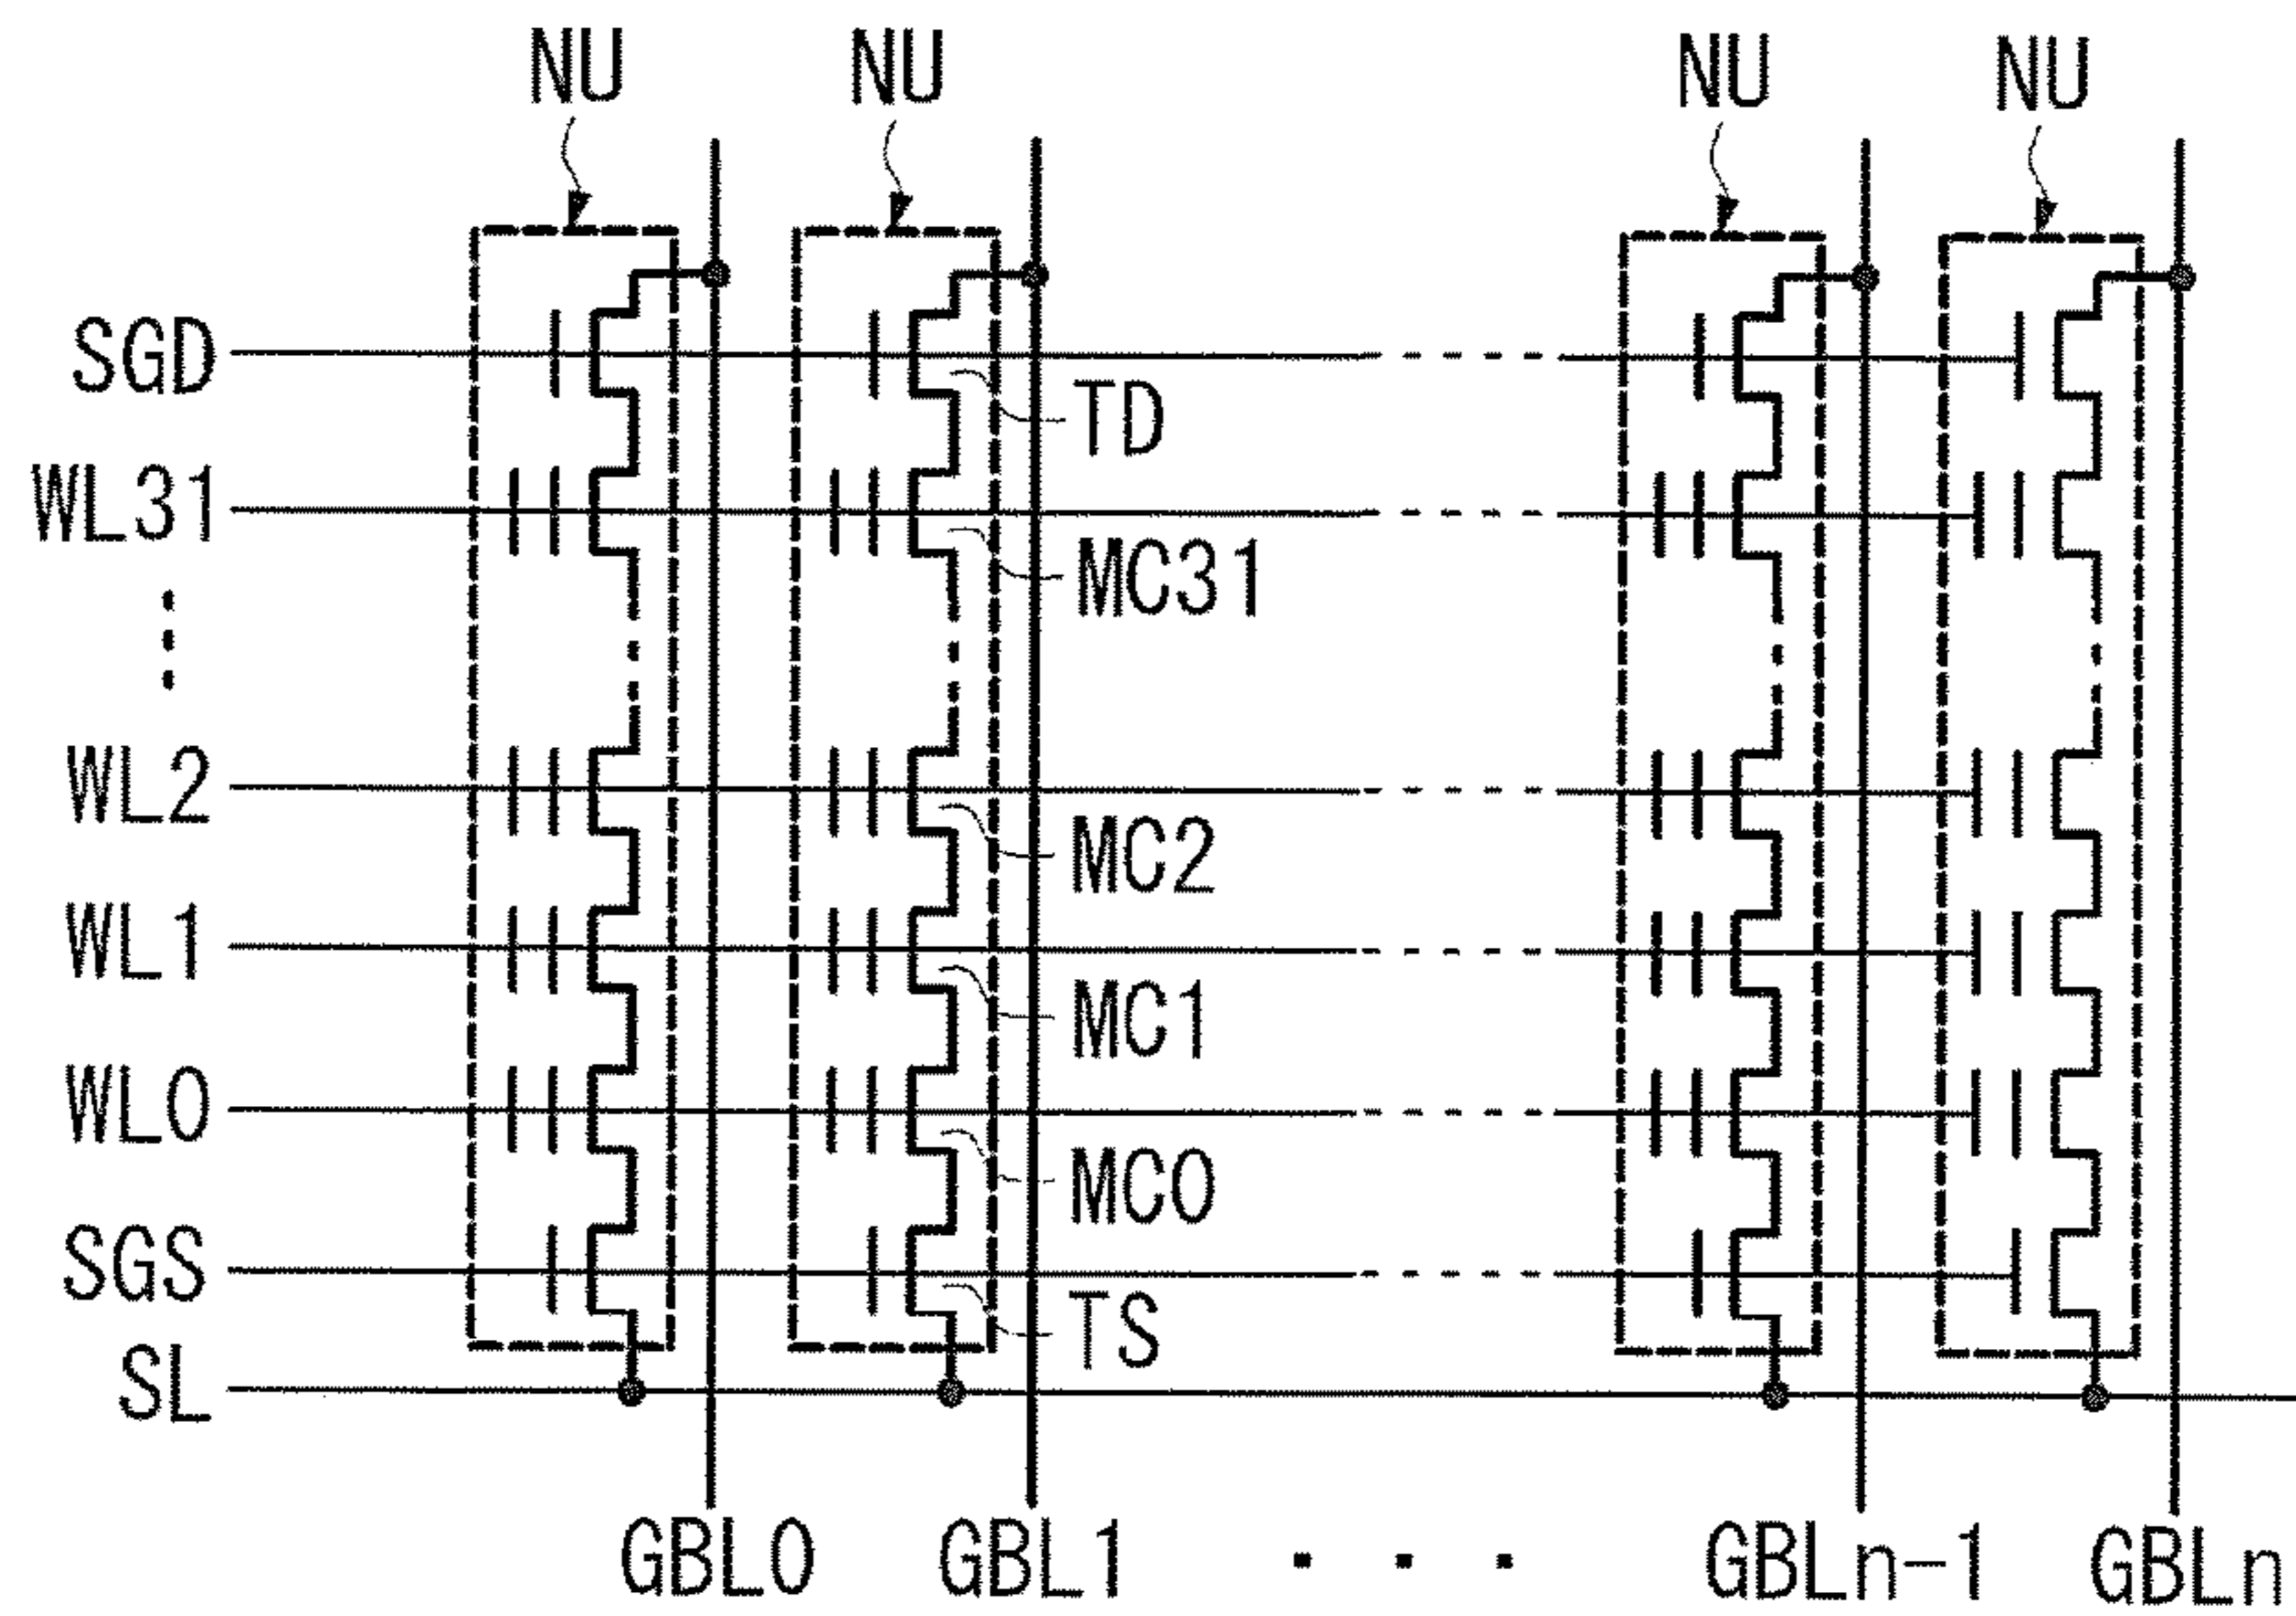 NU NU NU NU
SGD
TD
WL31
MC31
WL2
MC2
WL1
MC1
WL0
MC0
SGS
TS
SL
GBL0 GBL1 GBLn-1 GBLn